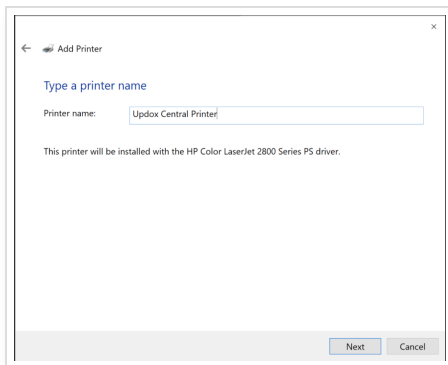 Add Printer
Type a printer name
Printer name: Updox Central Printer
This printer will be installed with the HP Color LaserJet 2800 Series PS driver.
Next Cancel